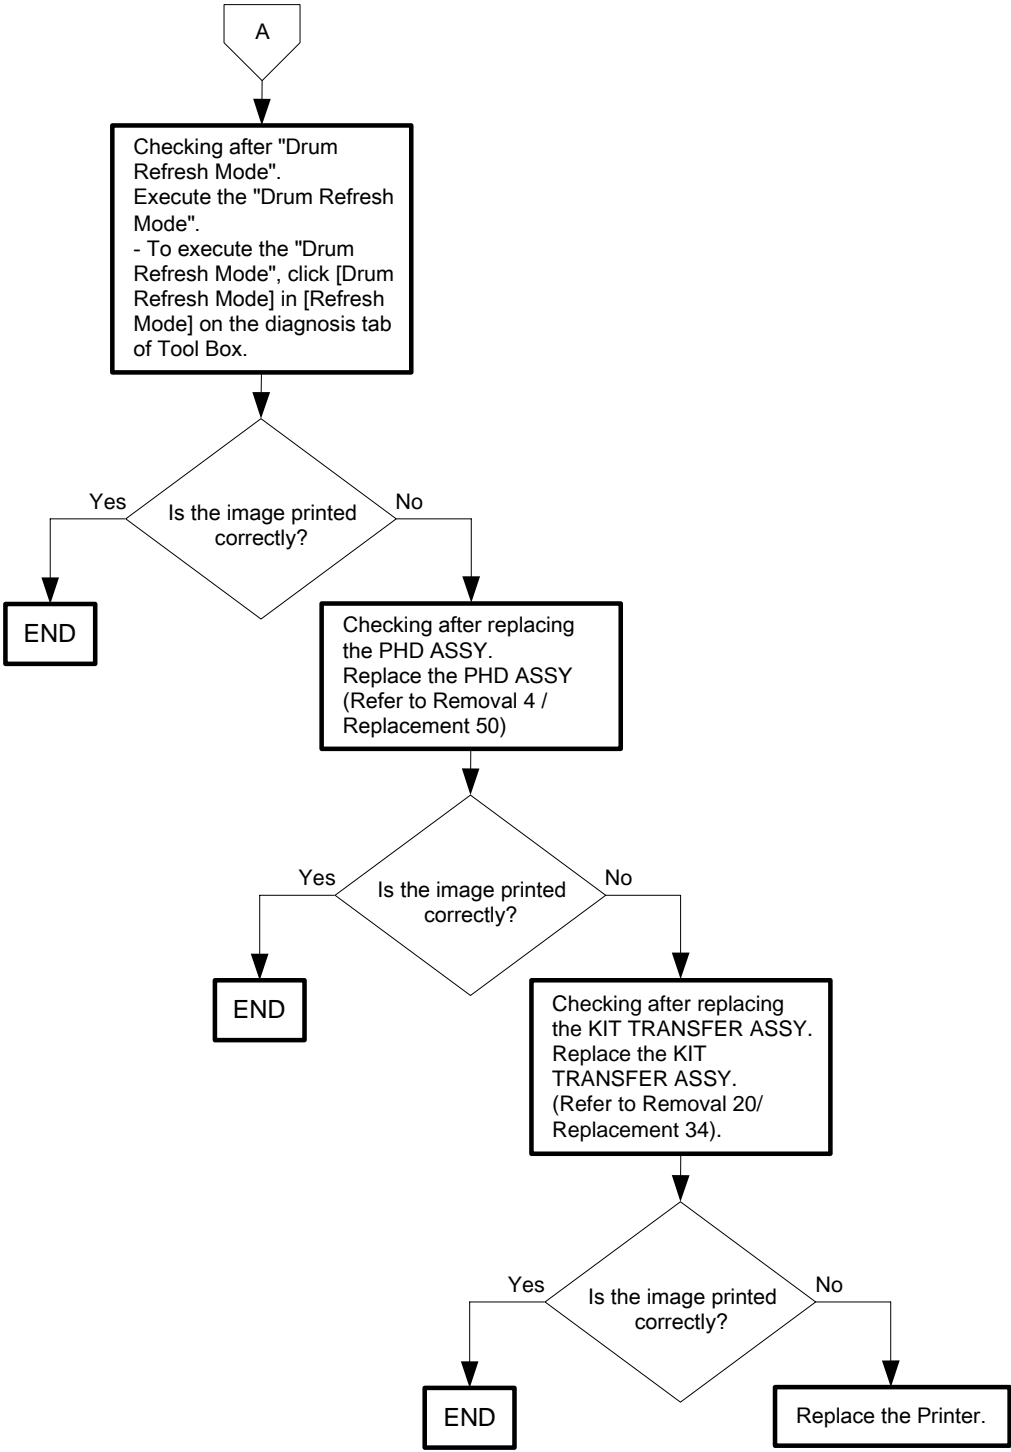 A
Checking after "Drum
Refresh Mode".
Execute the "Drum Refresh
Mode".
- To execute the "Drum
Refresh Mode", click [Drum
Refresh Mode] in [Refresh
Mode] on the diagnosis tab
of Tool Box.
Yes
No
Is the image printed
correctly?
END
Checking after replacing
the PHD ASSY.
Replace the PHD ASSY
(Refer to Removal 4 /
Replacement 50)
Yes
No
Is the image printed
correctly?
END
Checking after replacing
the KIT TRANSFER ASSY.
Replace the KIT
TRANSFER ASSY.
(Refer to Removal 20/
Replacement 34).
Yes
No
Is the image printed
correctly?
END
Replace the Printer.